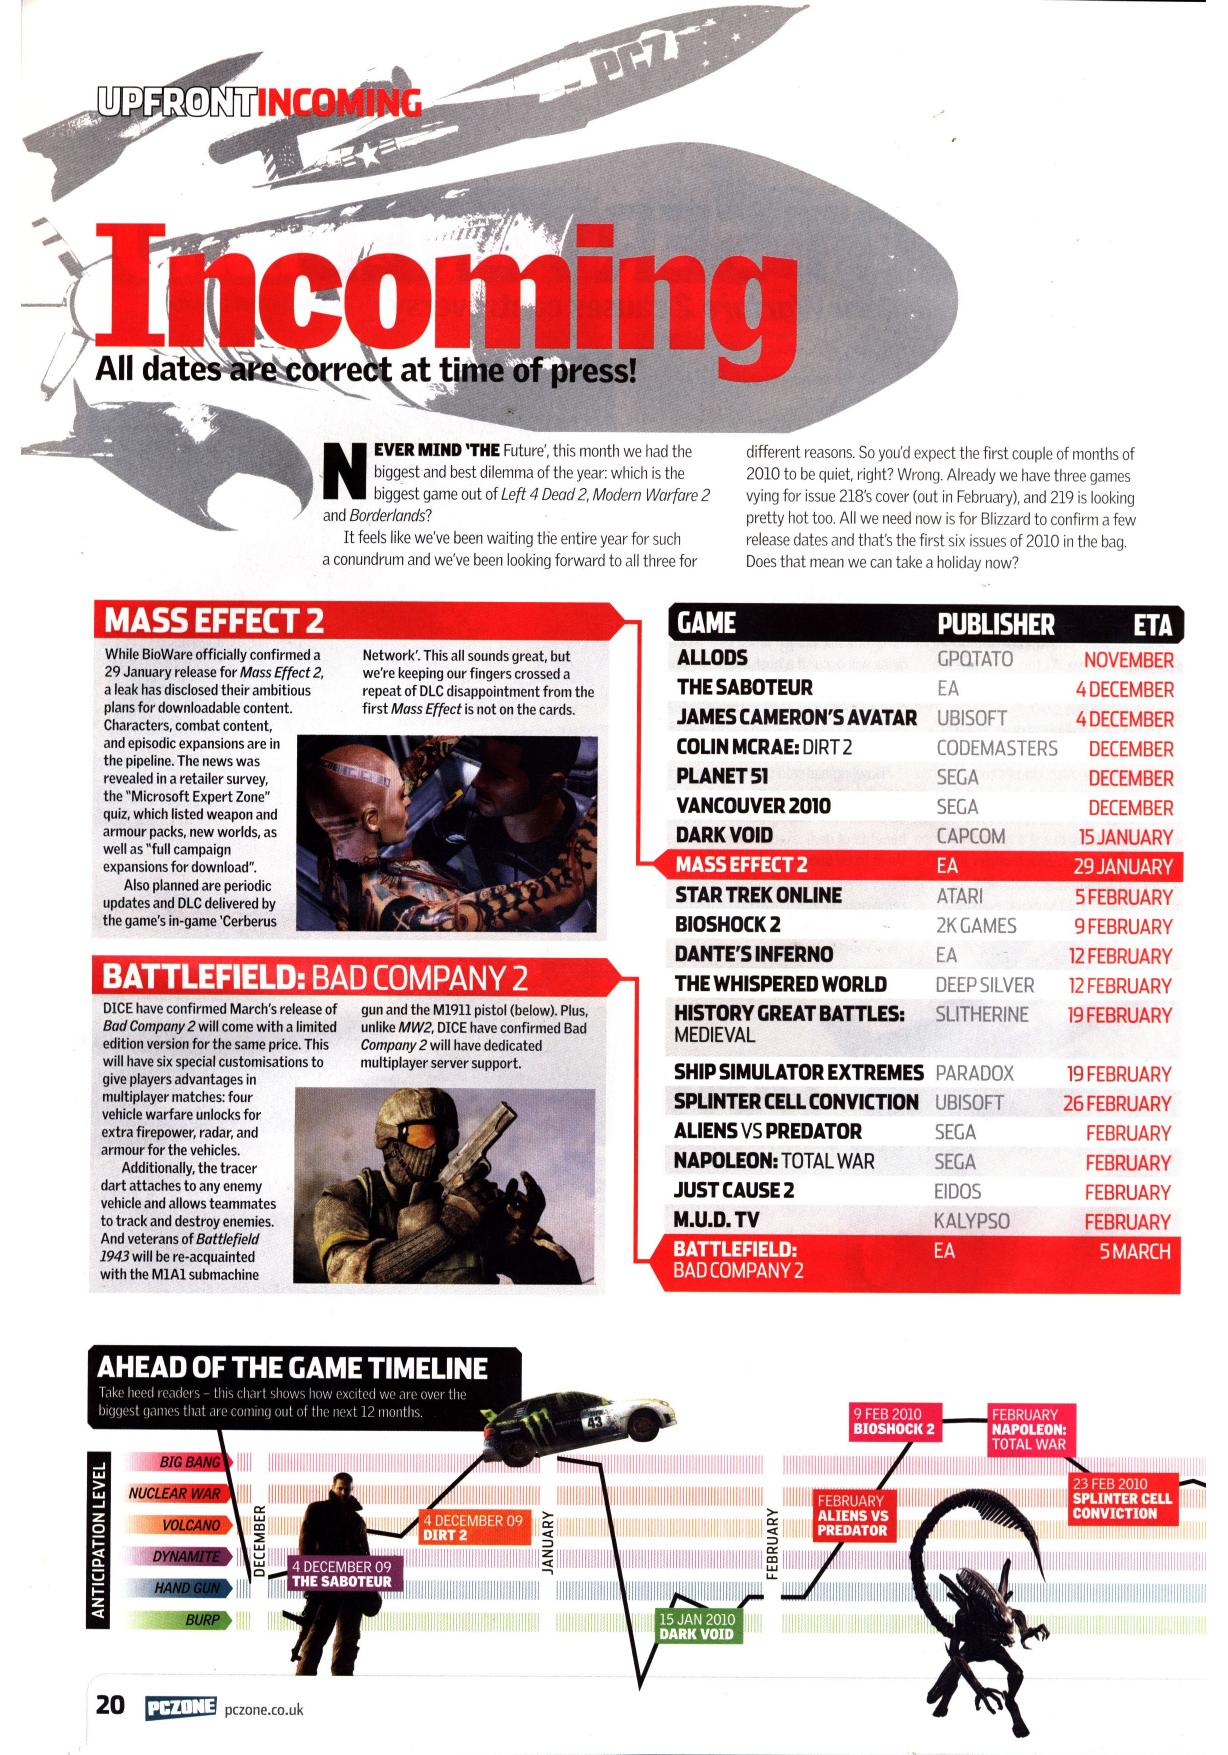 PCZ
UPFRONTINCOMING
Incoming
All dates are correct at time of press!
NEVER MIND 'THE Future', this month we had the
biggest and best dilemma of the year: which is the
biggest game out of Left 4 Dead 2, Modern Warfare 2
and Borderlands?
It feels like we've been waiting the entire year for such
a conundrum and we've been looking forward to all three for
different reasons. So you'd expect the first couple of months of
2010 to be quiet, right? Wrong. Already we have three games
vying for issue 218's cover (out in February), and 219 is looking
pretty hot too. All we need now is for Blizzard to confirm a few
release dates and that's the first six issues of 2010 in the bag.
Does that mean we can take a holiday now?
MASS EFFECT 2
While BioWare officially confirmed a
29 January release for Mass Effect 2,
a leak has disclosed their ambitious
plans for downloadable content.
Characters, combat content,
and episodic expansions are in
the pipeline. The news was
revealed in a retailer survey,
the "Microsoft Expert Zone"
quiz, which listed weapon and
armour packs, new worlds, as
well as "full campaign
expansions for download".
Also planned are periodic
updates and DLC delivered by
the game's in-game 'Cerberus
Network'. This all sounds great, but
we're keeping our fingers crossed a
repeat of DLC disappointment from the
first Mass Effect is not on the cards.
BATTLEFIELD: BAD COMPANY 2
DICE have confirmed March's release of
Bad Company 2 will come with a limited
edition version for the same price. This
will have six special customisations to
give players advantages in
multiplayer matches: four
vehicle warfare unlocks for
extra firepower, radar, and
armour for the vehicles.
Additionally, the tracer
dart attaches to any enemy
vehicle and allows teammates
to track and destroy enemies.
And veterans of Battlefield
1943 will be re-acquainted
with the M1A1 submachine
gun and the M1911 pistol (below). Plus,
unlike MW2, DICE have confirmed Bad
Company 2 will have dedicated
multiplayer server support.
GAME PUBLISHER ETA
ALLODS GPOTATO NOVEMBER
THE SABOTEUR EA 4 DECEMBER
JAMES CAMERON'S AVATAR UBISOFT 4 DECEMBER
COLIN MCRAE: DIRT 2 CODEMASTERS DECEMBER
PLANET 51 SEGA DECEMBER
VANCOUVER 2010 SEGA DECEMBER
DARK VOID CAPCOM 15 JANUARY
MASS EFFECT 2 EA 29 JANUARY
STAR TREK ONLINE ATARI 5 FEBRUARY
BIOSHOCK 2 2K GAMES 9 FEBRUARY
DANTE'S INFERNO EA 12 FEBRUARY
THE WHISPERED WORLD DEEP SILVER 12 FEBRUARY
HISTORY GREAT BATTLES: SLITHERINE 19 FEBRUARY
MEDIEVAL
SHIP SIMULATOR EXTREMES PARADOX 19 FEBRUARY
SPLINTER CELL CONVICTION UBISOFT 26 FEBRUARY
ALIENS VS PREDATOR SEGA FEBRUARY
NAPOLEON: TOTAL WAR SEGA FEBRUARY
JUST CAUSE 2 EIDOS FEBRUARY
M.U.D. TV KALYPSO FEBRUARY
BATTLEFIELD: EA 5 MARCH
BAD COMPANY 2
AHEAD OF THE GAME TIMELINE
Take heed readers – this chart shows how excited we are over the
biggest games that are coming out of the next 12 months.
ANTICIPATION LEVEL
BIG BANG
NUCLEAR WAR
VOLCANO
DYNAMITE
HAND GUN
BURP
DECEMBER
4 DECEMBER 09
THE SABOTEUR
4 DECEMBER 09
DIRT 2
43
JANUARY
15 JAN 2010
DARK VOID
FEBRUARY
FEBRUARY
ALIENS VS
PREDATOR
9 FEB 2010
BIOSHOCK 2
FEBRUARY
NAPOLEON:
TOTAL WAR
23 FEB 2010
SPLINTER CELL
CONVICTION
20 PCZONE pczone.co.uk